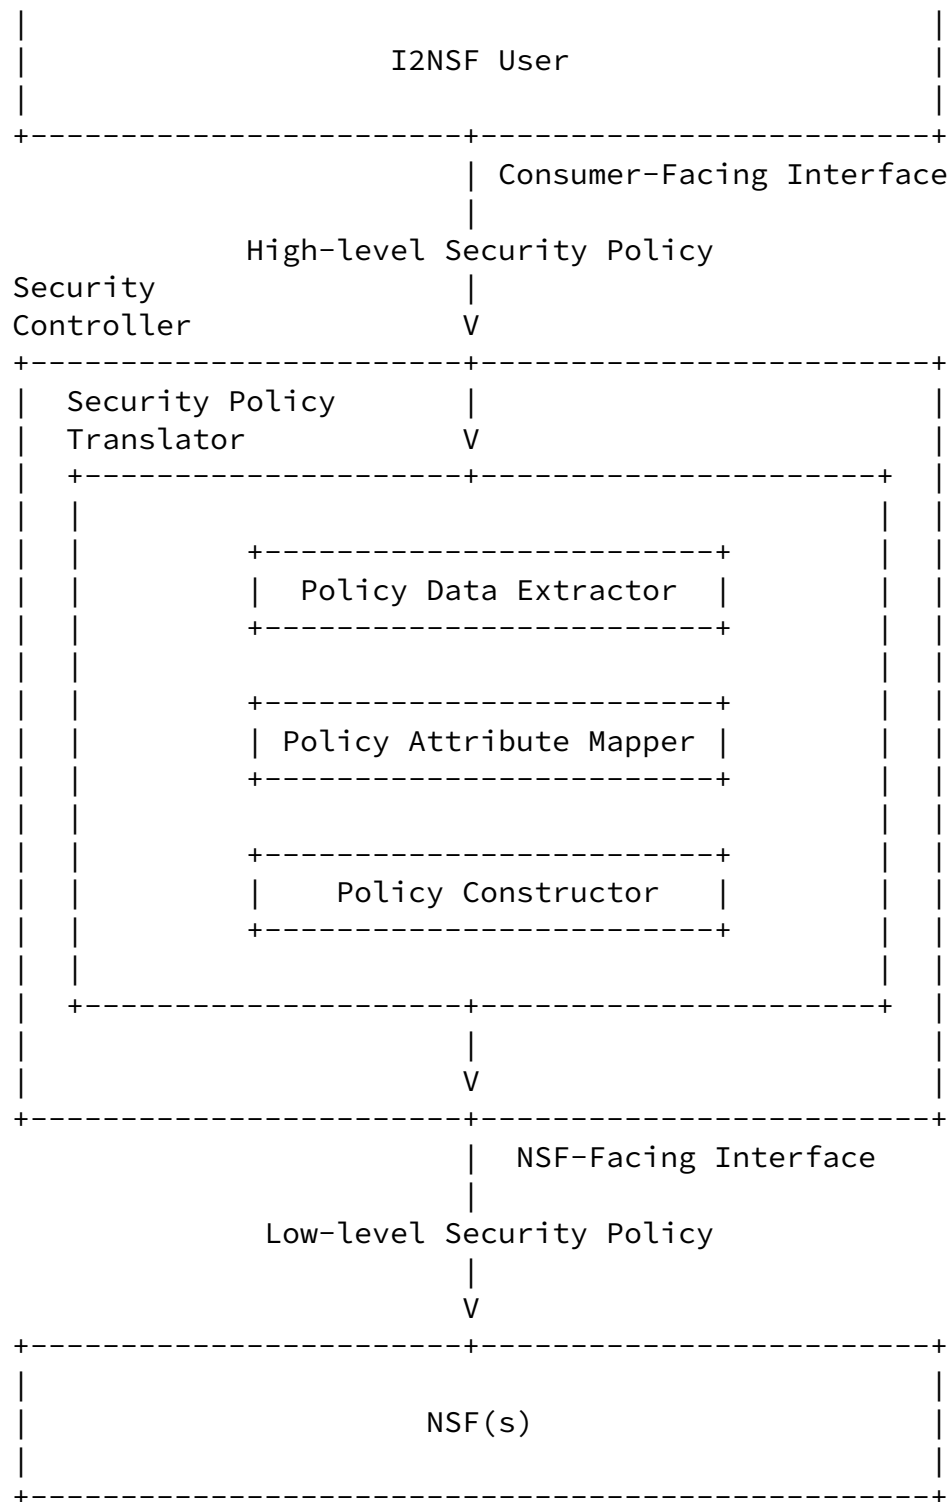 I2NSF User
Consumer-Facing Interface
High-level Security Policy
Security
Controller
V
Security Policy
Translator
V
Policy Data Extractor
Policy Attribute Mapper
Policy Constructor
V
NSF-Facing Interface
Low-level Security Policy
V
NSF(s)